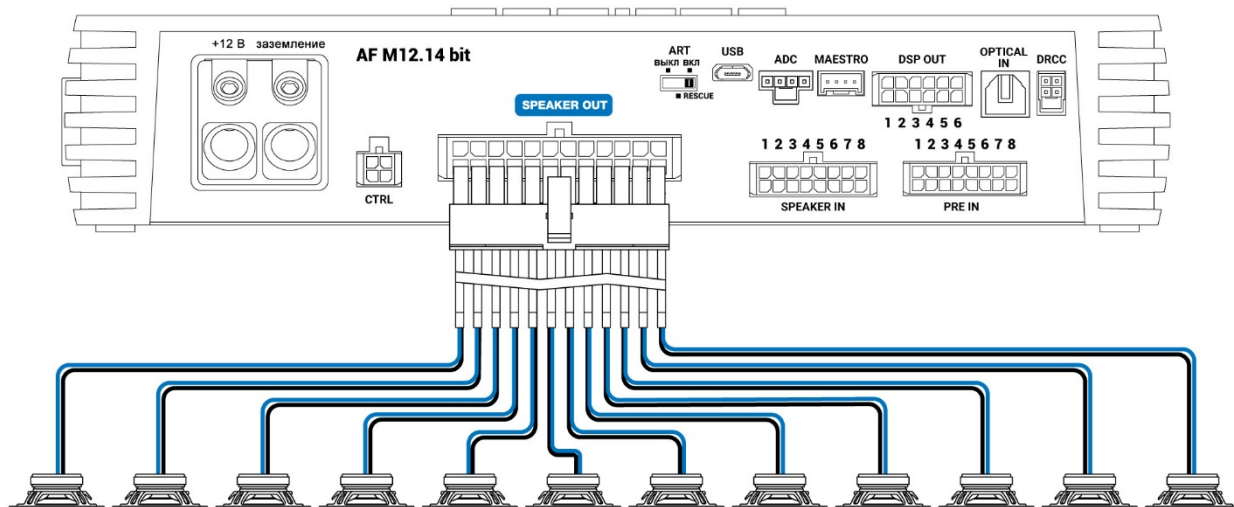 +12 В заземление
AF M12.14 bit
SPEAKER OUT
CTRL
ART
ВЫКЛ ВКЛ
RESCUE
USB
ADC
MAESTRO
DSP OUT
1 2 3 4 5 6
OPTICAL
IN
DRCC
1 2 3 4 5 6 7 8
SPEAKER IN
1 2 3 4 5 6 7 8
PRE IN